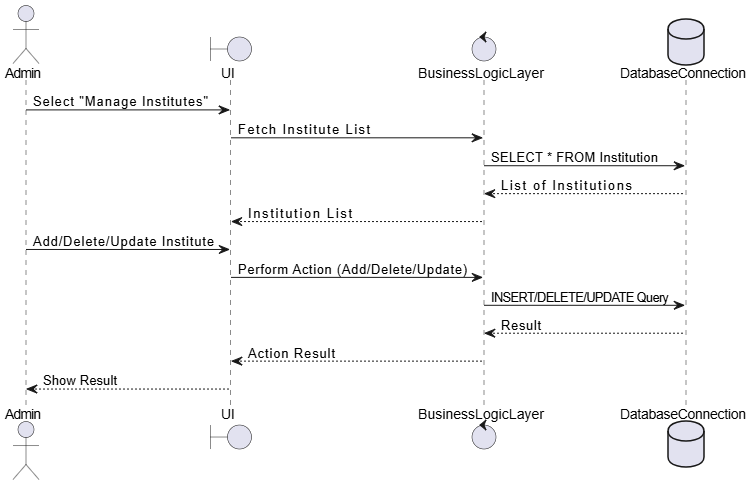 Admin
UI
BusinessLogicLayer
DatabaseConnection
Select "Manage Institutes"
Fetch Institute List
SELECT * FROM Institution
List of Institutions
Institution List
Add/Delete/Update Institute
Perform Action (Add/Delete/Update)
INSERT/DELETE/UPDATE Query
Result
Action Result
Show Result
Admin
UI
BusinessLogicLayer
DatabaseConnection